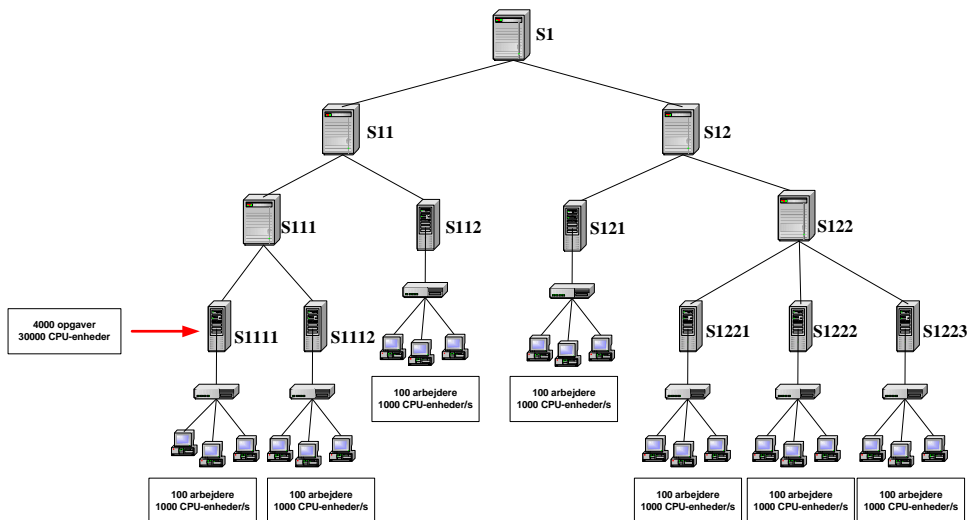 S1
S11
S12
S111
S112
S121
S122
4000 opgaver
30000 CPU-enheder
S1111
S1112
S1221
S1222
S1223
100 arbejdere
1000 CPU-enheder/s
100 arbejdere
1000 CPU-enheder/s
100 arbejdere
1000 CPU-enheder/s
100 arbejdere
1000 CPU-enheder/s
100 arbejdere
1000 CPU-enheder/s
100 arbejdere
1000 CPU-enheder/s
100 arbejdere
1000 CPU-enheder/s